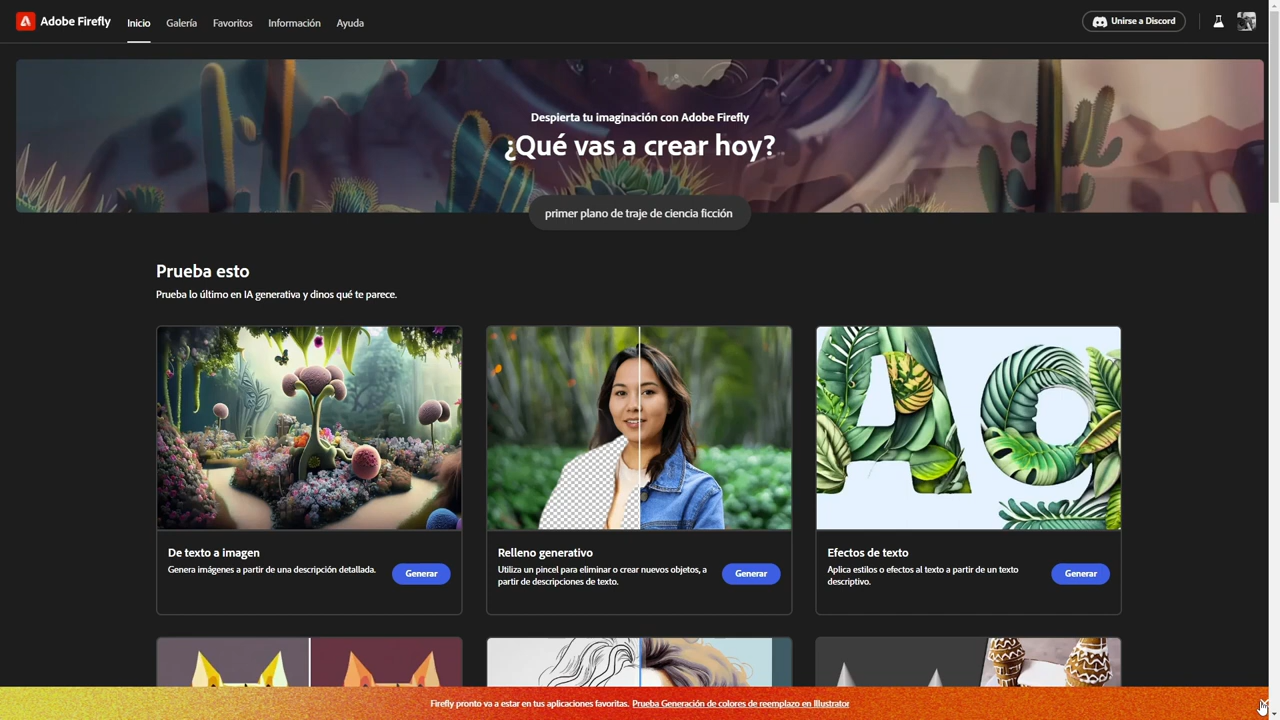 Adobe Firefly
Inicio
Galería
Favoritos
Información
Ayuda
Unirse a Discord
Despierta tu imaginación con Adobe Firefly
¿Qué vas a crear hoy?
primer plano de traje de ciencia ficción
Prueba esto
Prueba lo último en IA generativa y dinos qué te parece.
De texto a imagen
Genera imágenes a partir de una descripción detallada.
Generar
Relleno generativo
Utiliza un pincel para eliminar o crear nuevos objetos, a
partir de descripciones de texto.
Generar
AO
Efectos de texto
Aplica estilos o efectos al texto a partir de un texto
descriptivo.
Generar
Firefly pronto va a estar en tus aplicaciones favoritas. Prueba Generación de colores de reemplazo en Illustrator